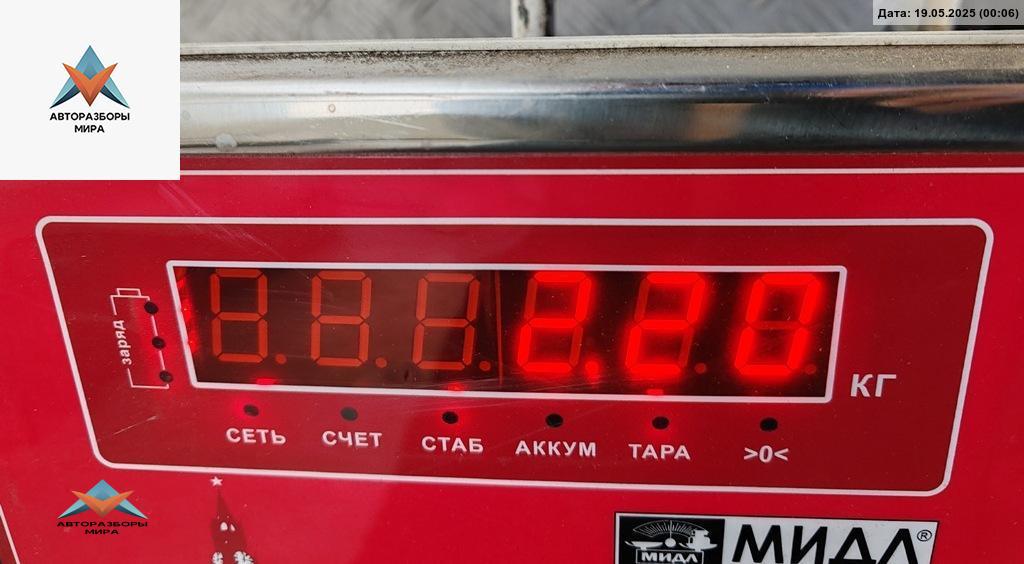 Дата: 19.05.2025 (00:06)
АВТОРАЗБОРЫ
МИРА
2.20
КГ
заряд
СЕТЬ СЧЕТ СТАБ АККУМ ТАРА >0<
АВТОРАЗБОРЫ
МИРА
МИДЛ МИДЛ®